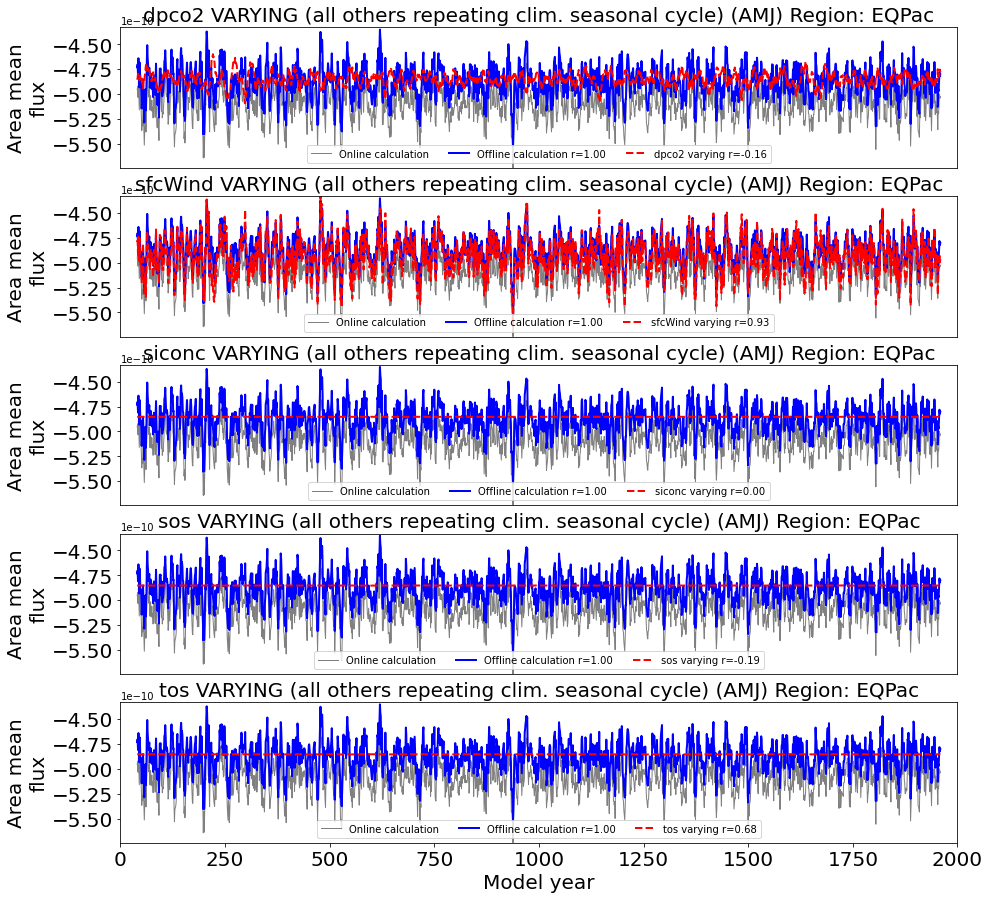 dpco2 VARYING (all others repeating clim. seasonal cycle) (AMJ) Region: EQPac
1e−10
−4.50
−4.75
−5.00
−5.25
−5.50
Area mean
flux
Online calculation
Offline calculation r=1.00
dpco2 varying r=-0.16
sfcWind VARYING (all others repeating clim. seasonal cycle) (AMJ) Region: EQPac
1e−10
−4.50
−4.75
−5.00
−5.25
−5.50
Area mean
flux
Online calculation
Offline calculation r=1.00
sfcWind varying r=0.93
siconc VARYING (all others repeating clim. seasonal cycle) (AMJ) Region: EQPac
1e−10
−4.50
−4.75
−5.00
−5.25
−5.50
Area mean
flux
Online calculation
Offline calculation r=1.00
siconc varying r=0.00
sos VARYING (all others repeating clim. seasonal cycle) (AMJ) Region: EQPac
1e−10
−4.50
−4.75
−5.00
−5.25
−5.50
Area mean
flux
Online calculation
Offline calculation r=1.00
sos varying r=-0.19
tos VARYING (all others repeating clim. seasonal cycle) (AMJ) Region: EQPac
1e−10
−4.50
−4.75
−5.00
−5.25
−5.50
Area mean
flux
Online calculation
Offline calculation r=1.00
tos varying r=0.68
0 250 500 750 1000 1250 1500 1750 2000
Model year